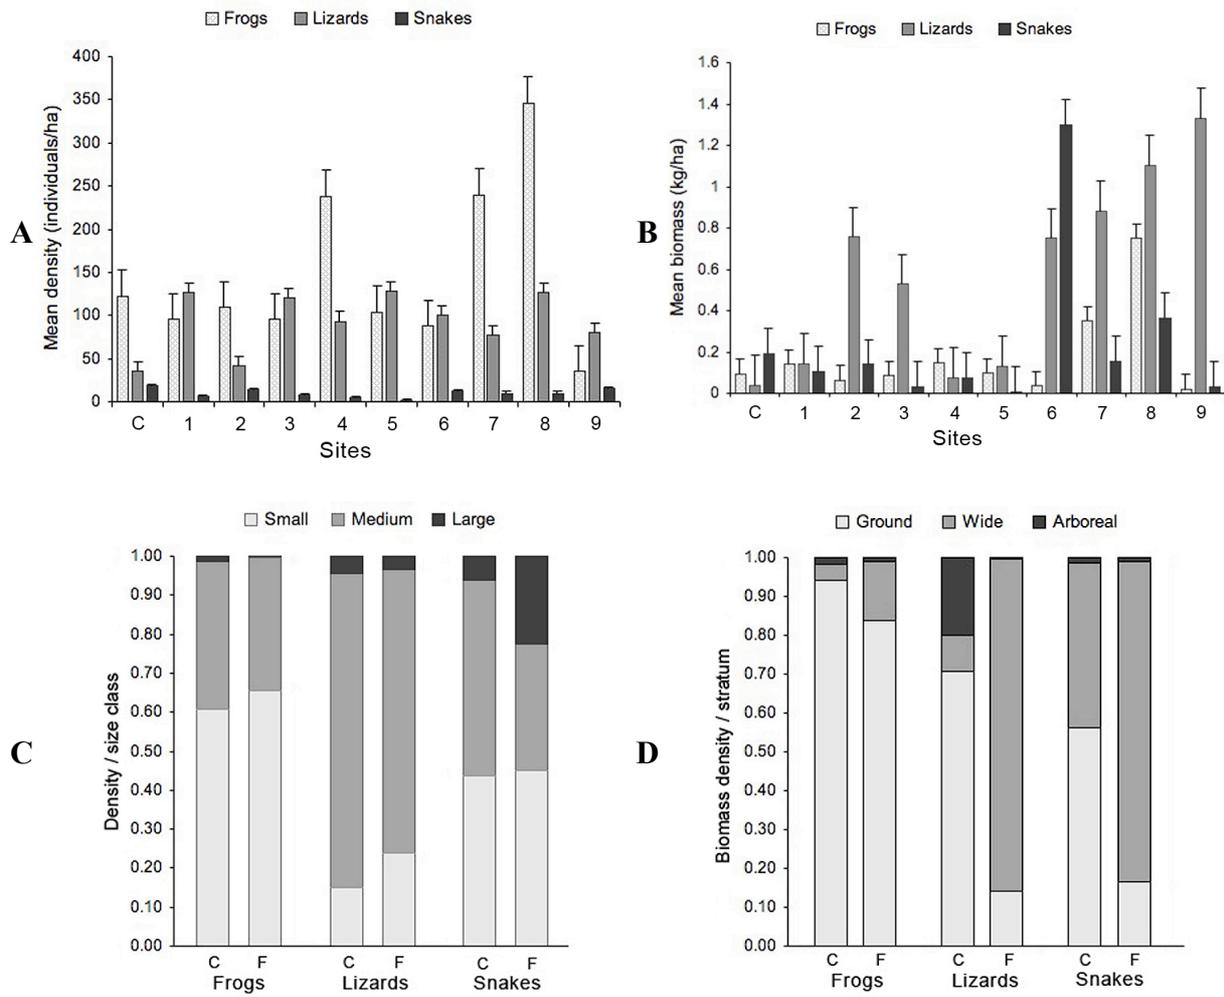 Frogs Lizards Snakes
400
350
300
250
200
150
100
50
0
Mean density (individuals/ha)
C 1 2 3 4 5 6 7 8 9
Sites
A
Frogs Lizards Snakes
1.6
1.4
1.2
1
0.8
0.6
0.4
0.2
0
Mean biomass (kg/ha)
C 1 2 3 4 5 6 7 8 9
Sites
B
Small Medium Large
1.00
0.90
0.80
0.70
0.60
0.50
0.40
0.30
0.20
0.10
0.00
Density / size class
C F C F C F
Frogs Lizards Snakes
C
Ground Wide Arboreal
1.00
0.90
0.80
0.70
0.60
0.50
0.40
0.30
0.20
0.10
0.00
Biomass density / stratum
C F C F C F
Frogs Lizards Snakes
D